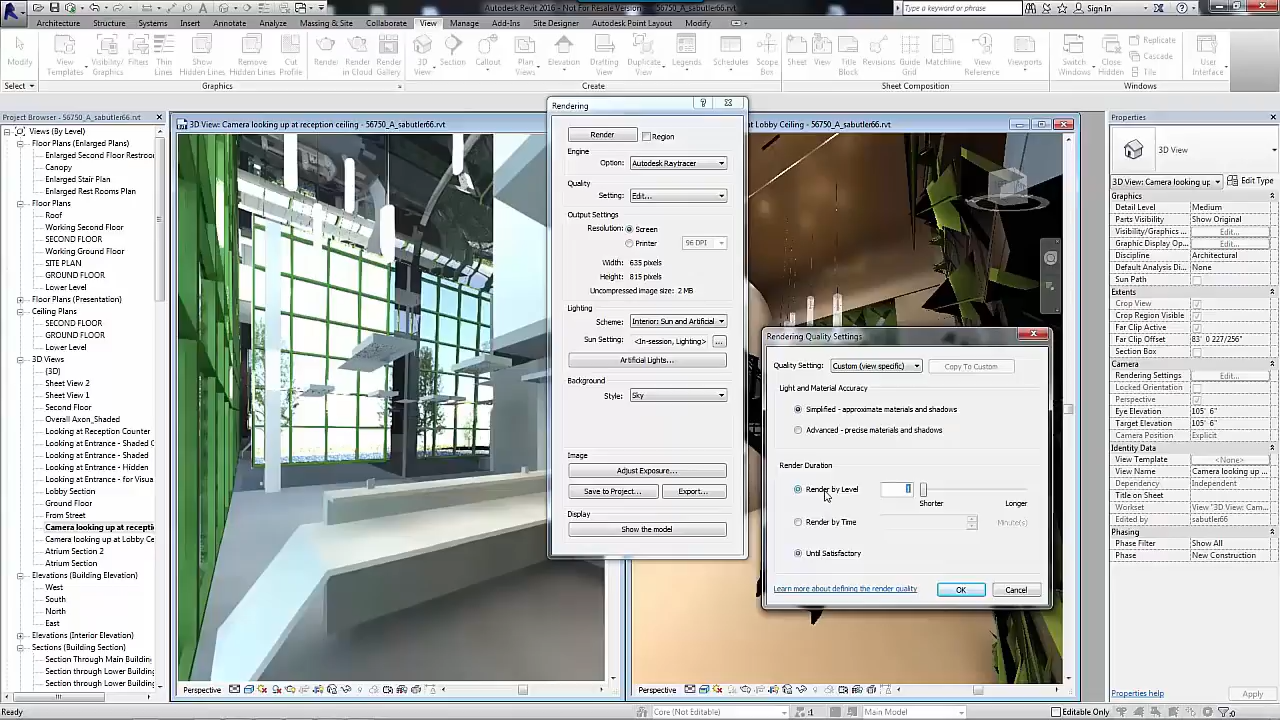 Autodesk Revit 2016 - Not For Resale Version - 56750_A_sabutler66.rvt
Type a keyword or phrase
Sign In
Architecture Structure Systems Insert Annotate Analyze Massing & Site Collaborate View Manage Add-Ins Site Designer Autodesk Point Layout Modify
Modify
View Templates
Visibility/ Graphics
Filters
Thin Lines
Show Hidden Lines
Remove Hidden Lines
Cut Profile
Render
Render in Cloud
Render Gallery
3D View
Section
Callout
Plan Views
Elevation
Drafting View
Duplicate View
Legends
Schedules
Scope Box
Sheet
View
Title Block
Revisions
Guide Grid
Matchline
View Reference
Switch Windows
Close Hidden
Replicate
Cascade
Tile
User Interface
Select
Graphics
Create
Sheet Composition
Windows
Project Browser - 56750_A_sabutler66.rvt
Views (By Level)
Floor Plans (Enlarged Plans)
Enlarged Second Floor Restroo
Canopy
Enlarged Stair Plan
Enlarged Rest Rooms Plan
Floor Plans
Roof
Working Second Floor
SECOND FLOOR
Working Ground Floor
SITE PLAN
GROUND FLOOR
Lower Level
Floor Plans (Presentation)
Ceiling Plans
SECOND FLOOR
GROUND FLOOR
Lower Level
3D Views
{3D}
Sheet View 2
Sheet View 1
Second Floor
Overall Axon_Shaded
Looking at Reception Counter
Looking at Entrance - Shaded C
Looking at Entrance - Shaded
Looking at Entrance - Hidden
Looking at Entrance - for Visua
Lobby Section
Ground Floor
From Street
Camera looking up at recepti
Camera looking up at Lobby Ce
Atrium Section 2
Atrium Section
Elevations (Building Elevation)
West
South
North
East
Elevations (Interior Elevation)
Sections (Building Section)
Section Through Main Building
Section Through Lower Buildin
Section through Lower Buildin
3D View: Camera looking up at reception ceiling - 56750_A_sabutler66.rvt
at Lobby Ceiling - 56750_A_sabutler66.rvt
Rendering
Render
Region
Engine
Option: Autodesk Raytracer
Quality
Setting: Edit...
Output Settings
Resolution: Screen
Printer 96 DPI
Width: 635 pixels
Height: 815 pixels
Uncompressed image size: 2 MB
Lighting
Scheme: Interior: Sun and Artificial
Sun Setting: <In-session, Lighting> ...
Artificial Lights...
Background
Style: Sky
Image
Adjust Exposure...
Save to Project... Export...
Display
Show the model
Rendering Quality Settings
Quality Setting: Custom (view specific) Copy To Custom
Light and Material Accuracy
Simplified - approximate materials and shadows
Advanced - precise materials and shadows
Render Duration
Render by Level 1
Shorter Longer
Render by Time Minute(s)
Until Satisfactory
Learn more about defining the render quality OK Cancel
Properties
3D View
3D View: Camera looking up Edit Type
Graphics
Detail Level Medium
Parts Visibility Show Original
Visibility/Graphics ... Edit...
Graphic Display Op... Edit...
Discipline Architectural
Default Analysis Di... None
Sun Path
Extents
Crop View
Crop Region Visible
Far Clip Active
Far Clip Offset 83' 0 227/256"
Section Box
Camera
Rendering Settings Edit...
Locked Orientation
Perspective
Eye Elevation 105' 6"
Target Elevation 105' 6"
Camera Position Explicit
Identity Data
View Template <None>
View Name Camera looking up ...
Dependency Independent
Title on Sheet
Workset View "3D View: Cam...
Edited by sabutler66
Phasing
Phase Filter Show All
Phase New Construction
Properties help Apply
Perspective
Perspective
Ready
Core (Not Editable)
:1
Main Model
Editable Only
:0